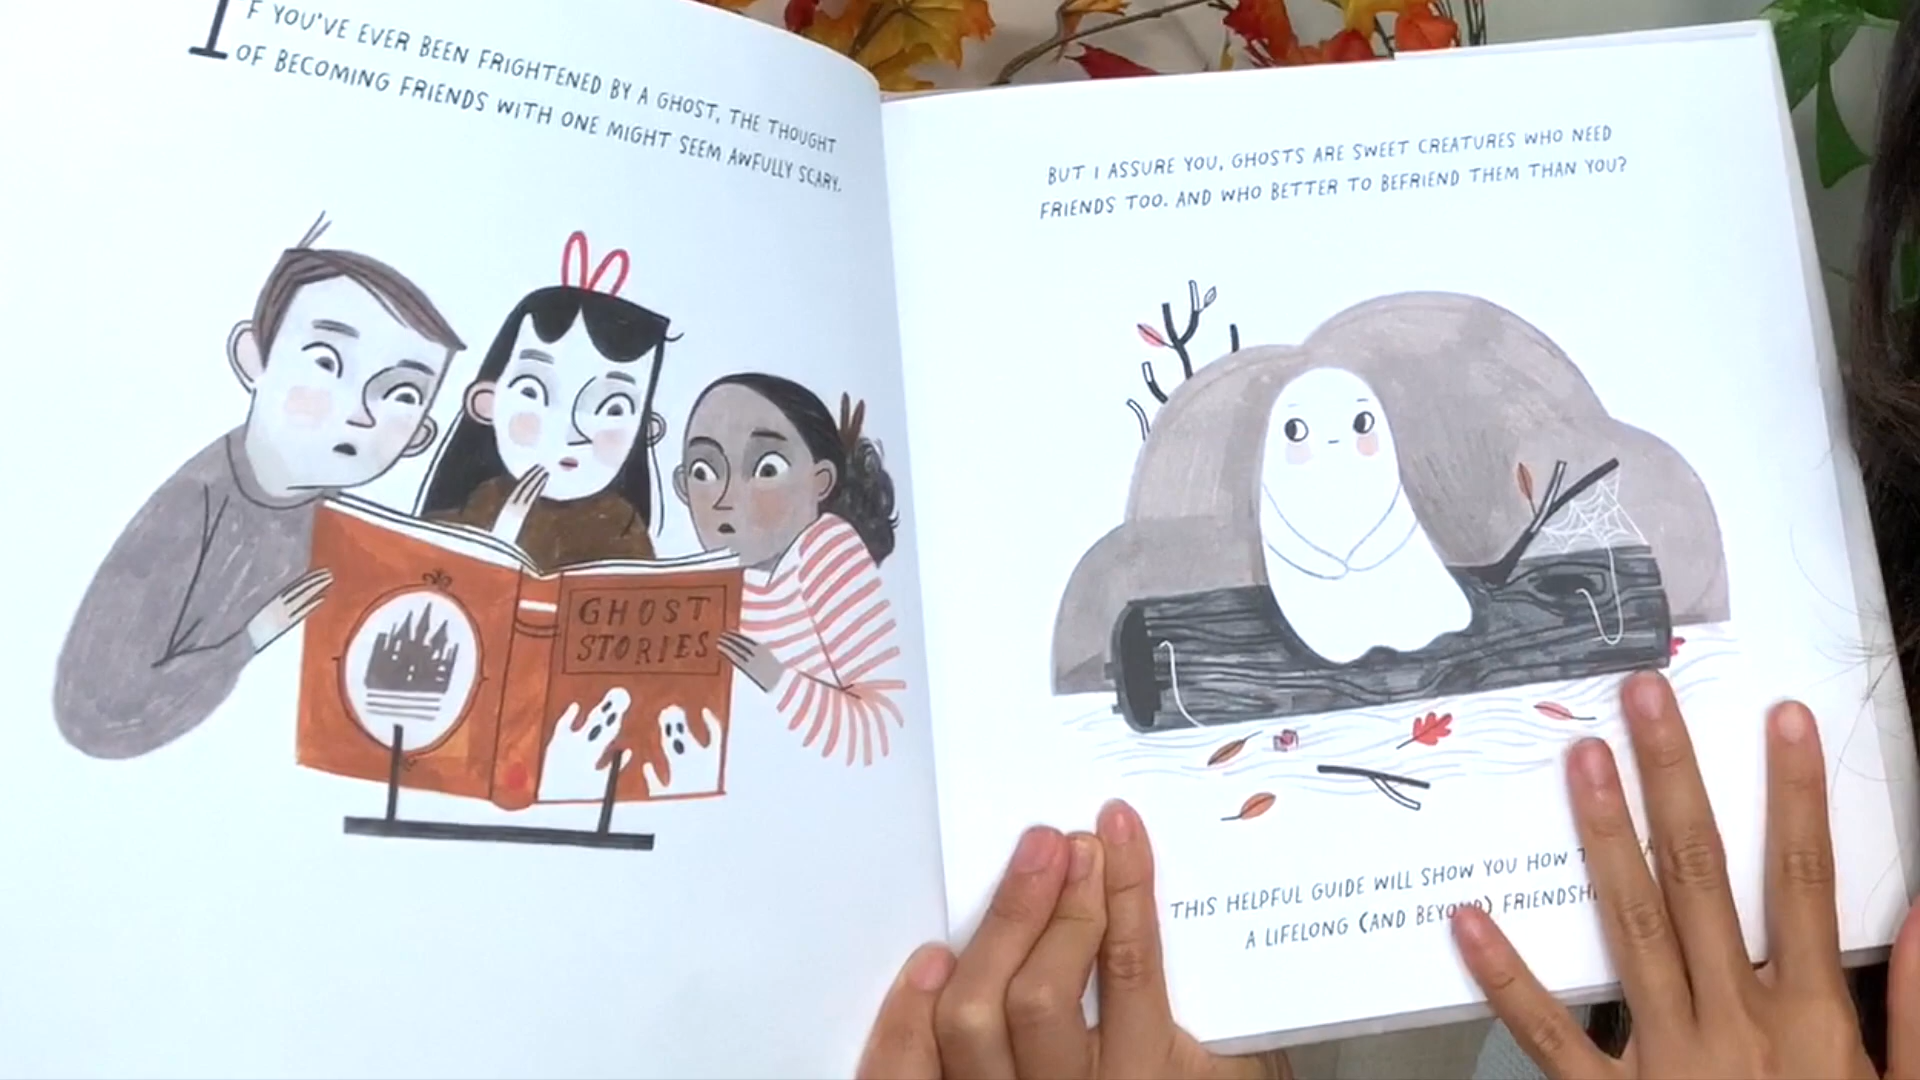 IF YOU'VE EVER BEEN FRIGHTENED BY A GHOST, THE THOUGHT
OF BECOMING FRIENDS WITH ONE MIGHT SEEM AWFULLY SCARY.
GHOST
STORIES
BUT I ASSURE YOU, GHOSTS ARE SWEET CREATURES WHO NEED
FRIENDS TOO. AND WHO BETTER TO BEFRIEND THEM THAN YOU?
THIS HELPFUL GUIDE WILL SHOW YOU HOW
A LIFELONG (AND BEYOND)